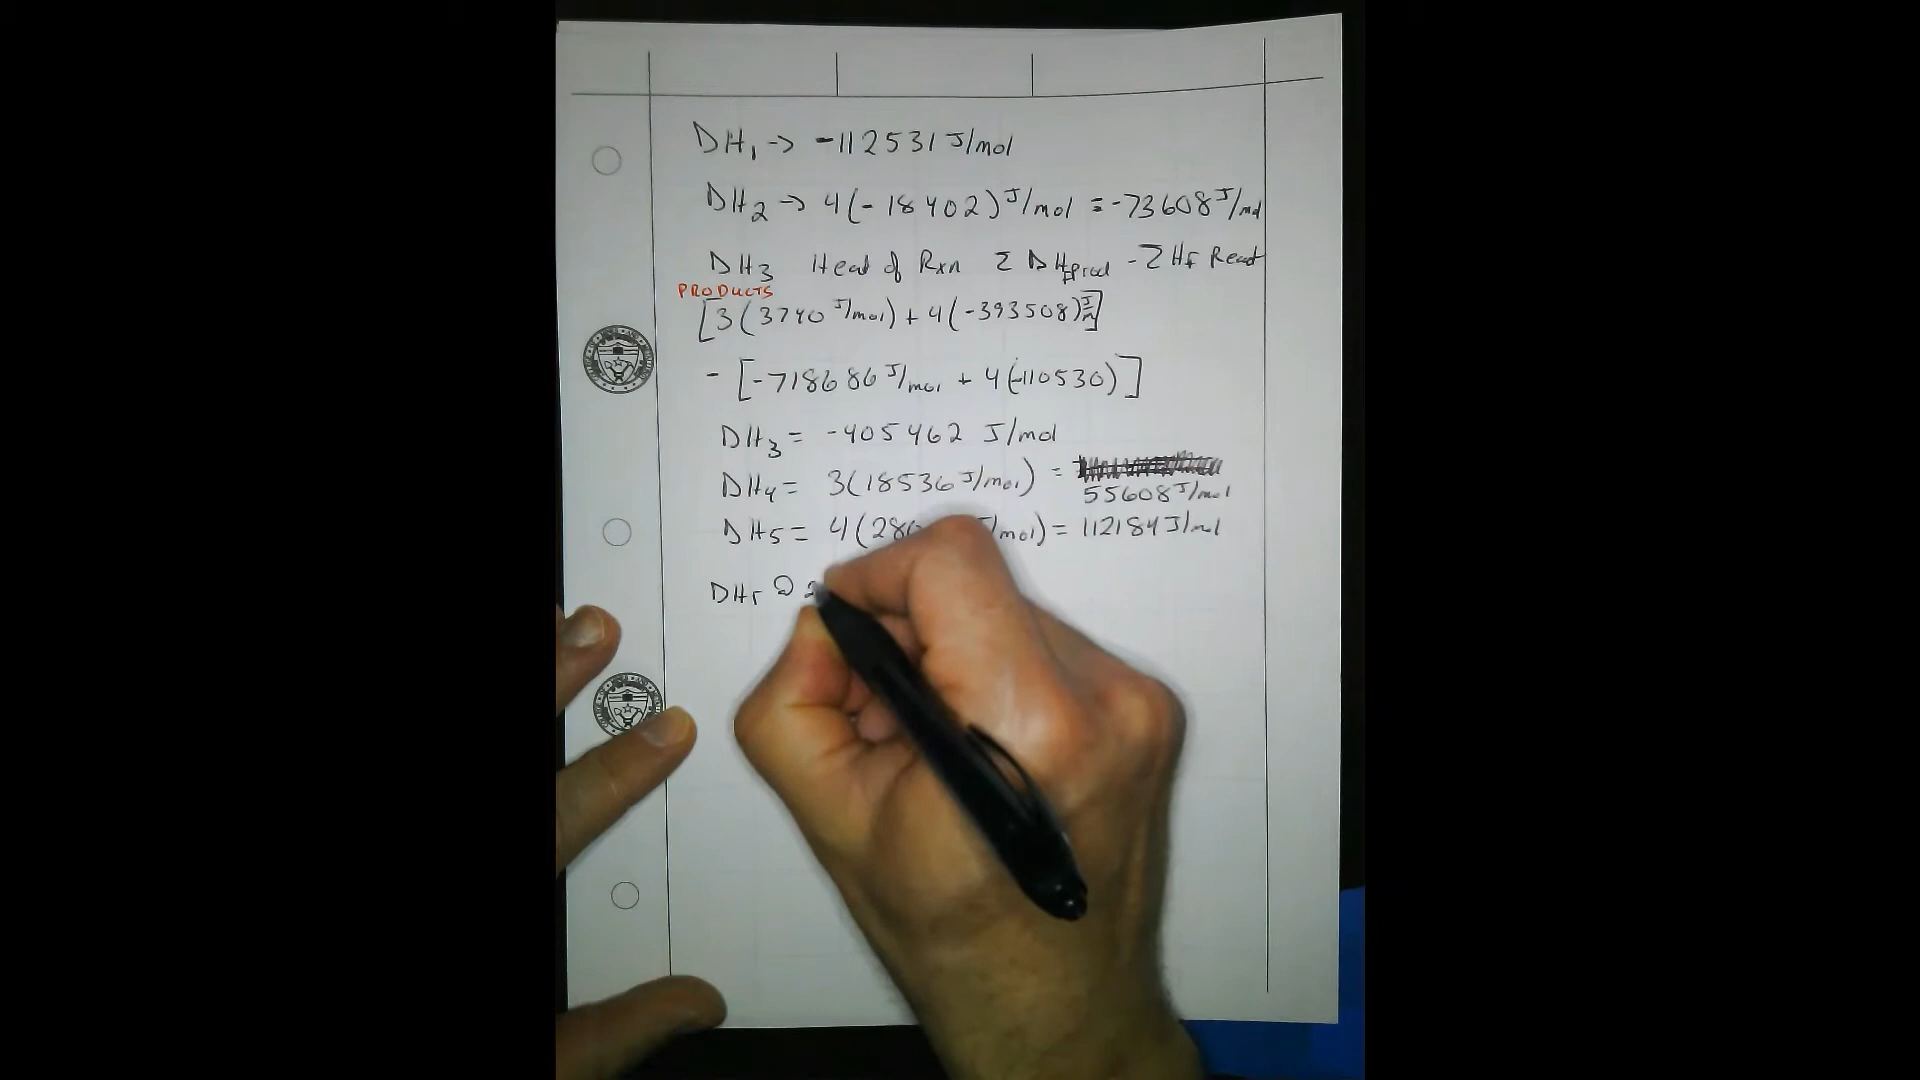 DH1 → -112531 J/mol
DH2 → 4(-18402) J/mol = -73608 J/mol
DH3 Heat of Rxn Σ DHfprod - Σ Hf React
PRODUCTS
[3(3740 J/mol) + 4(-393508) J/m]
- [-718686 J/mol + 4(-110530)]
DH3 = -405462 J/mol
DH4 = 3(18536 J/mol) =
55608 J/mol
DH5 = 4(28 J/mol) = 112184 J/mol
DHr @